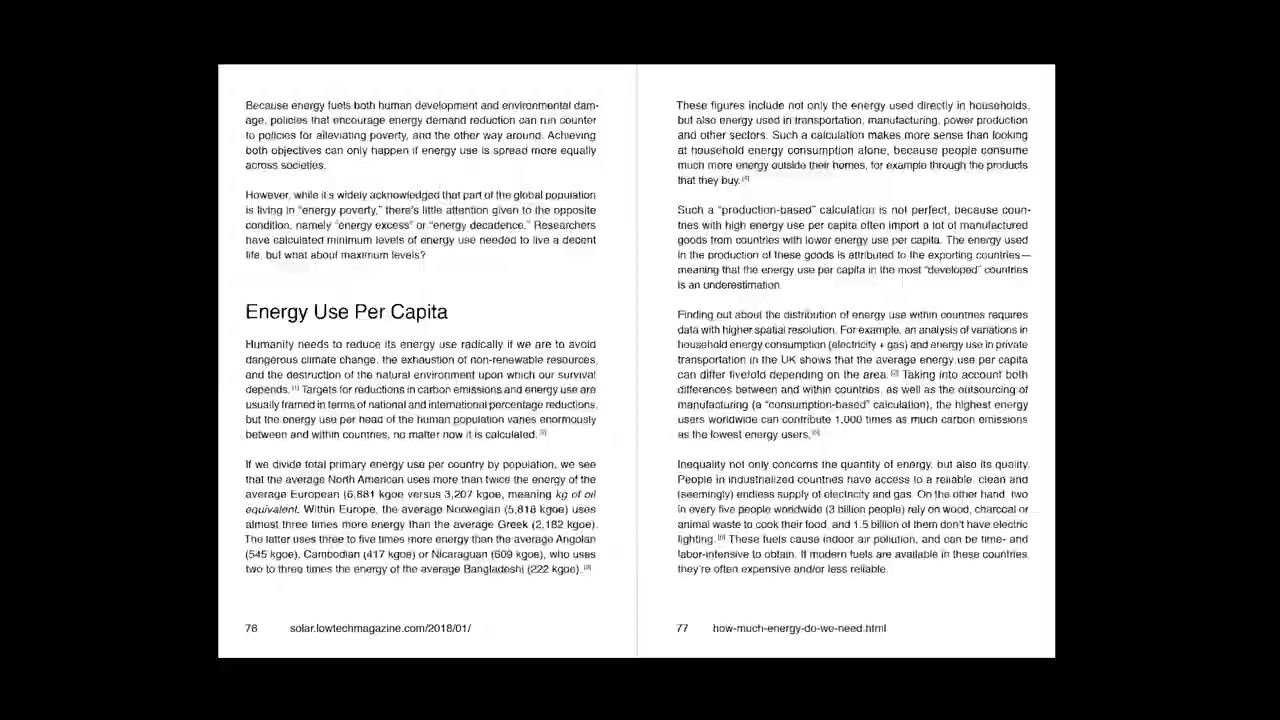 Because energy fuels both human development and environmental dam-
age, policies that encourage energy demand reduction can run counter
to policies for alleviating poverty, and the other way around. Achieving
both objectives can only happen if energy use is spread more equally
across societies.
However, while it's widely acknowledged that part of the global population
is living in “energy poverty,” there's little attention given to the opposite
condition, namely “energy excess” or “energy decadence.” Researchers
have calculated minimum levels of energy use needed to live a decent
life, but what about maximum levels?
Energy Use Per Capita
Humanity needs to reduce its energy use radically if we are to avoid
dangerous climate change, the exhaustion of non-renewable resources,
and the destruction of the natural environment upon which our survival
depends. [1] Targets for reductions in carbon emissions and energy use are
usually framed in terms of national and international percentage reductions,
but the energy use per head of the human population varies enormously
between and within countries, no matter how it is calculated. [2]
If we divide total primary energy use per country by population, we see
that the average North American uses more than twice the energy of the
average European (6,881 kgoe versus 3,207 kgoe, meaning kg of oil
equivalent. Within Europe, the average Norwegian (5,818 kgoe) uses
almost three times more energy than the average Greek (2,182 kgoe).
The latter uses three to five times more energy than the average Angolan
(545 kgoe), Cambodian (417 kgoe) or Nicaraguan (609 kgoe), who uses
two to three times the energy of the average Bangladeshi (222 kgoe). [3]
76 solar.lowtechmagazine.com/2018/01/
These figures include not only the energy used directly in households,
but also energy used in transportation, manufacturing, power production
and other sectors. Such a calculation makes more sense than looking
at household energy consumption alone, because people consume
much more energy outside their homes, for example through the products
that they buy. [4]
Such a “production-based” calculation is not perfect, because coun-
tries with high energy use per capita often import a lot of manufactured
goods from countries with lower energy use per capita. The energy used
in the production of these goods is attributed to the exporting countries—
meaning that the energy use per capita in the most “developed” countries
is an underestimation.
Finding out about the distribution of energy use within countries requires
data with higher spatial resolution. For example, an analysis of variations in
household energy consumption (electricity + gas) and energy use in private
transportation in the UK shows that the average energy use per capita
can differ fivefold depending on the area. [2] Taking into account both
differences between and within countries, as well as the outsourcing of
manufacturing (a “consumption-based” calculation), the highest energy
users worldwide can contribute 1,000 times as much carbon emissions
as the lowest energy users. [5]
Inequality not only concerns the quantity of energy, but also its quality.
People in industrialized countries have access to a reliable, clean and
(seemingly) endless supply of electricity and gas. On the other hand, two
in every five people worldwide (3 billion people) rely on wood, charcoal or
animal waste to cook their food, and 1.5 billion of them don't have electric
lighting. [6] These fuels cause indoor air pollution, and can be time- and
labor-intensive to obtain. If modern fuels are available in these countries,
they're often expensive and/or less reliable.
77 how-much-energy-do-we-need.html